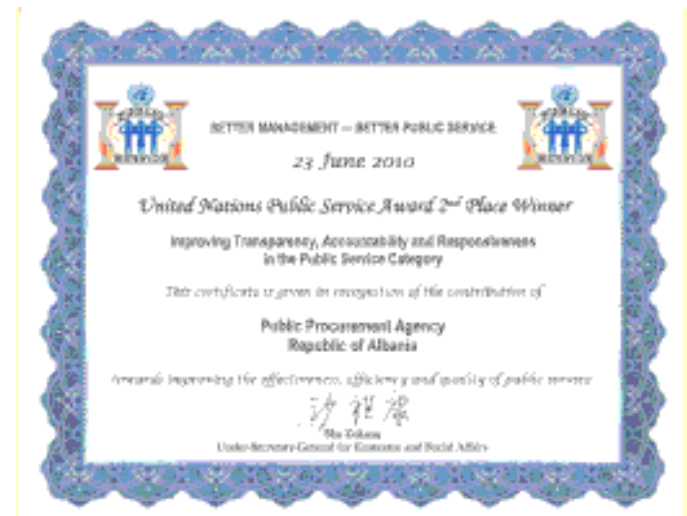 BETTER MANAGEMENT — BETTER PUBLIC SERVICE
23 June 2010
United Nations Public Service Award 2nd Place Winner
Improving Transparency, Accountability and Responsiveness
in the Public Service Category
This certificate is given in recognition of the contribution of
Public Procurement Agency
Republic of Albania
towards improving the effectiveness, efficiency and quality of public service
Under-Secretary-General for Economic and Social Affairs